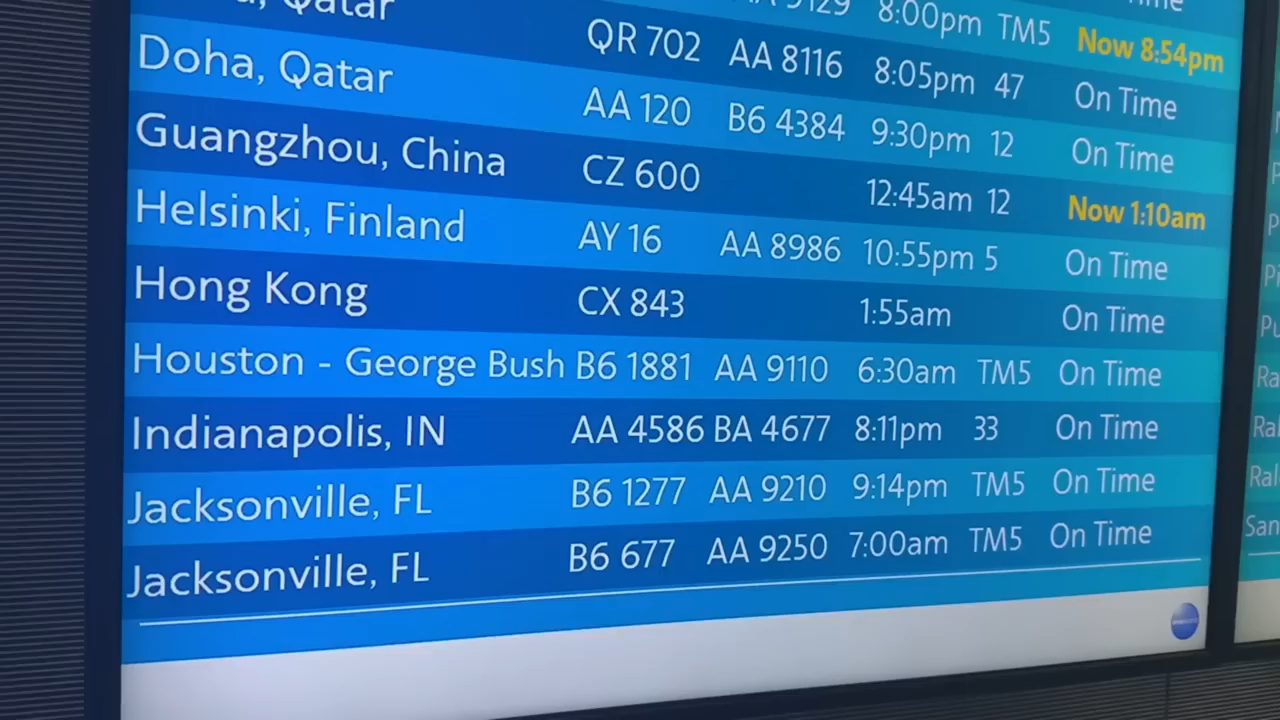 8:00pm TM5 Now 8:54pm
Qatar QR 702 AA 8116 8:05pm 47 On Time
Doha, Qatar AA 120 B6 4384 9:30pm 12 On Time
Guangzhou, China CZ 600 12:45am 12 Now 1:10am
Helsinki, Finland AY 16 AA 8986 10:55pm 5 On Time
Hong Kong CX 843 1:55am On Time
Houston - George Bush B6 1881 AA 9110 6:30am TM5 On Time
Indianapolis, IN AA 4586 BA 4677 8:11pm 33 On Time
Jacksonville, FL B6 1277 AA 9210 9:14pm TM5 On Time
Jacksonville, FL B6 677 AA 9250 7:00am TM5 On Time